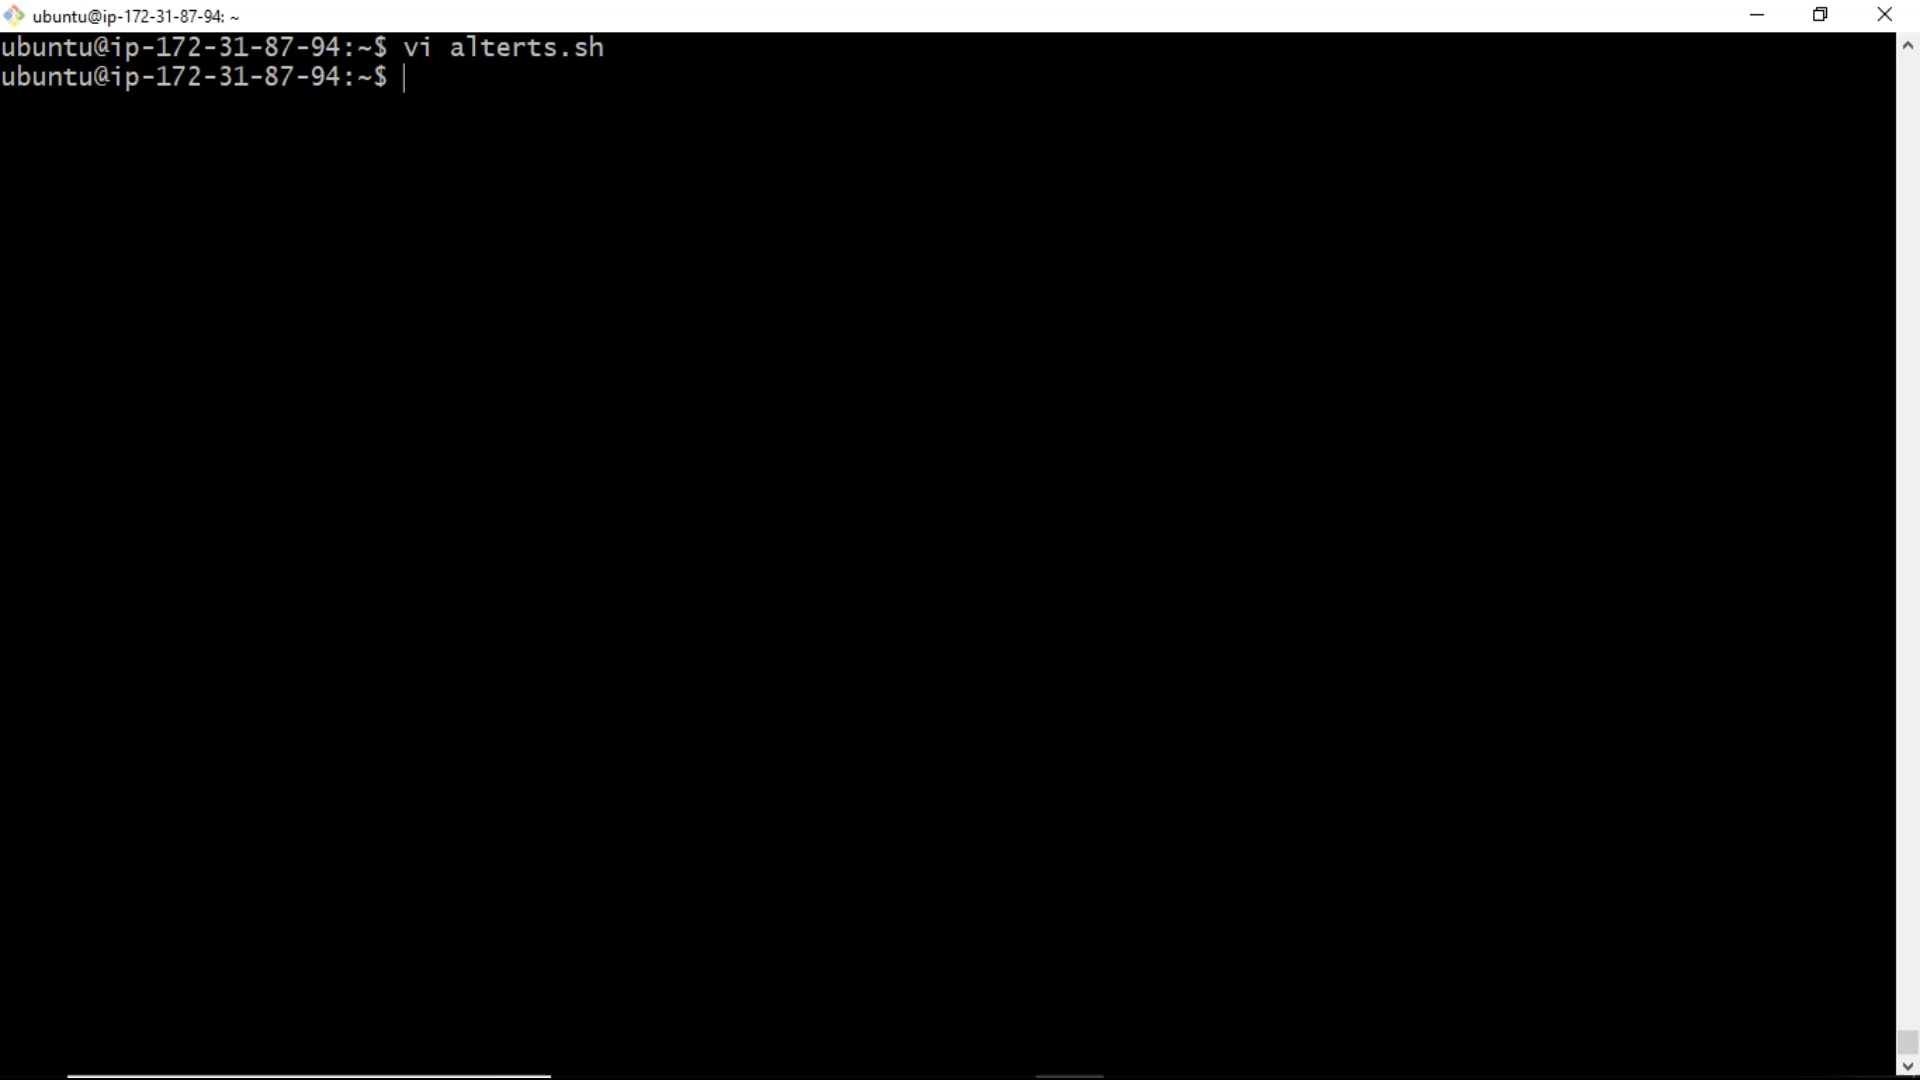 ubuntu@ip-172-31-87-94: ~
ubuntu@ip-172-31-87-94:~$ vi alterts.sh
ubuntu@ip-172-31-87-94:~$